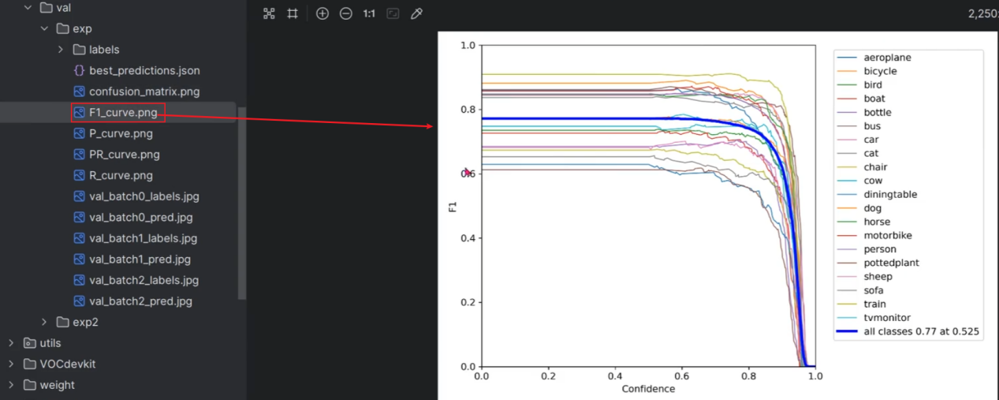 val
exp
labels
best_predictions.json
confusion_matrix.png
F1_curve.png
P_curve.png
PR_curve.png
R_curve.png
val_batch0_labels.jpg
val_batch0_pred.jpg
val_batch1_labels.jpg
val_batch1_pred.jpg
val_batch2_labels.jpg
val_batch2_pred.jpg
exp2
utils
VOCdevkit
weight
1:1
2,250
1.0
0.8
0.6
0.4
0.2
0.0
F1
0.0 0.2 0.4 0.6 0.8 1.0
Confidence
aeroplane
bicycle
bird
boat
bottle
bus
car
cat
chair
cow
diningtable
dog
horse
motorbike
person
pottedplant
sheep
sofa
train
tvmonitor
all classes 0.77 at 0.525